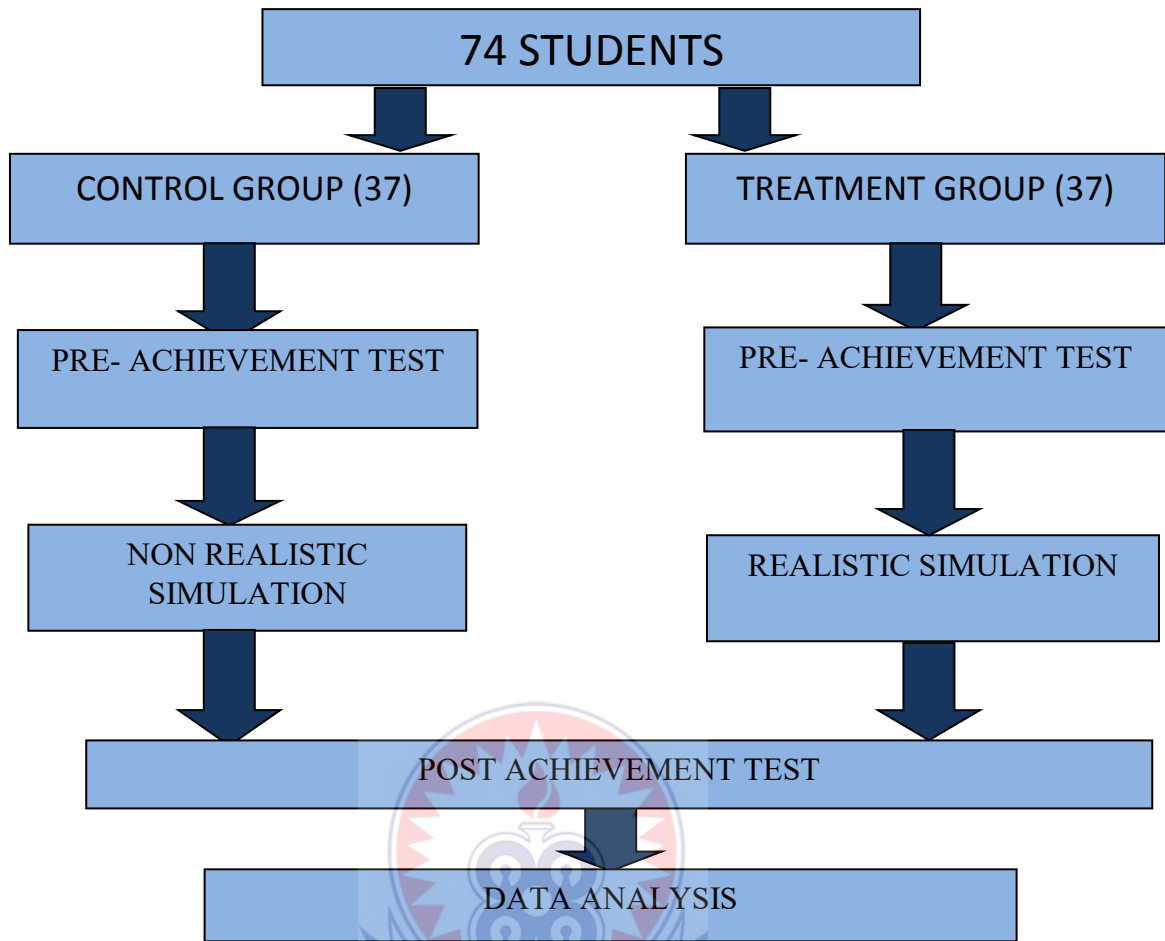 74 STUDENTS
CONTROL GROUP (37)
TREATMENT GROUP (37)
PRE- ACHIEVEMENT TEST
PRE- ACHIEVEMENT TEST
NON REALISTIC
SIMULATION
REALISTIC SIMULATION
POST ACHIEVEMENT TEST
DATA ANALYSIS